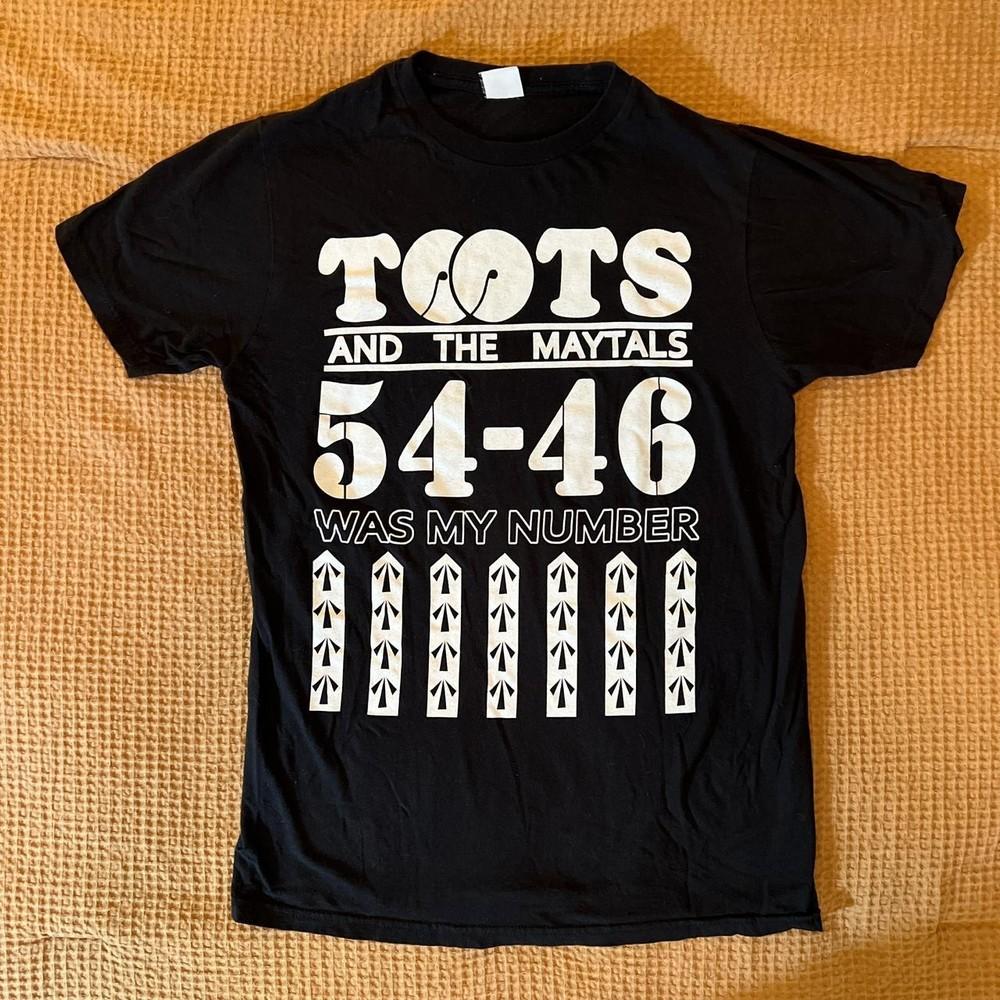 TOOTS
AND THE MAYTALS
54-46
WAS MY NUMBER